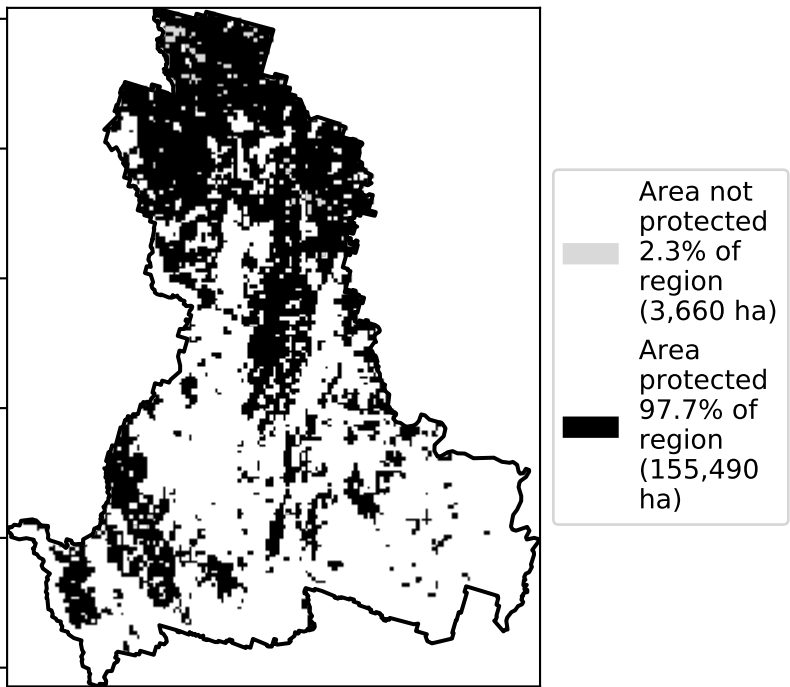 Area not
protected
2.3% of
region
(3,660 ha)
Area
protected
97.7% of
region
(155,490
ha)